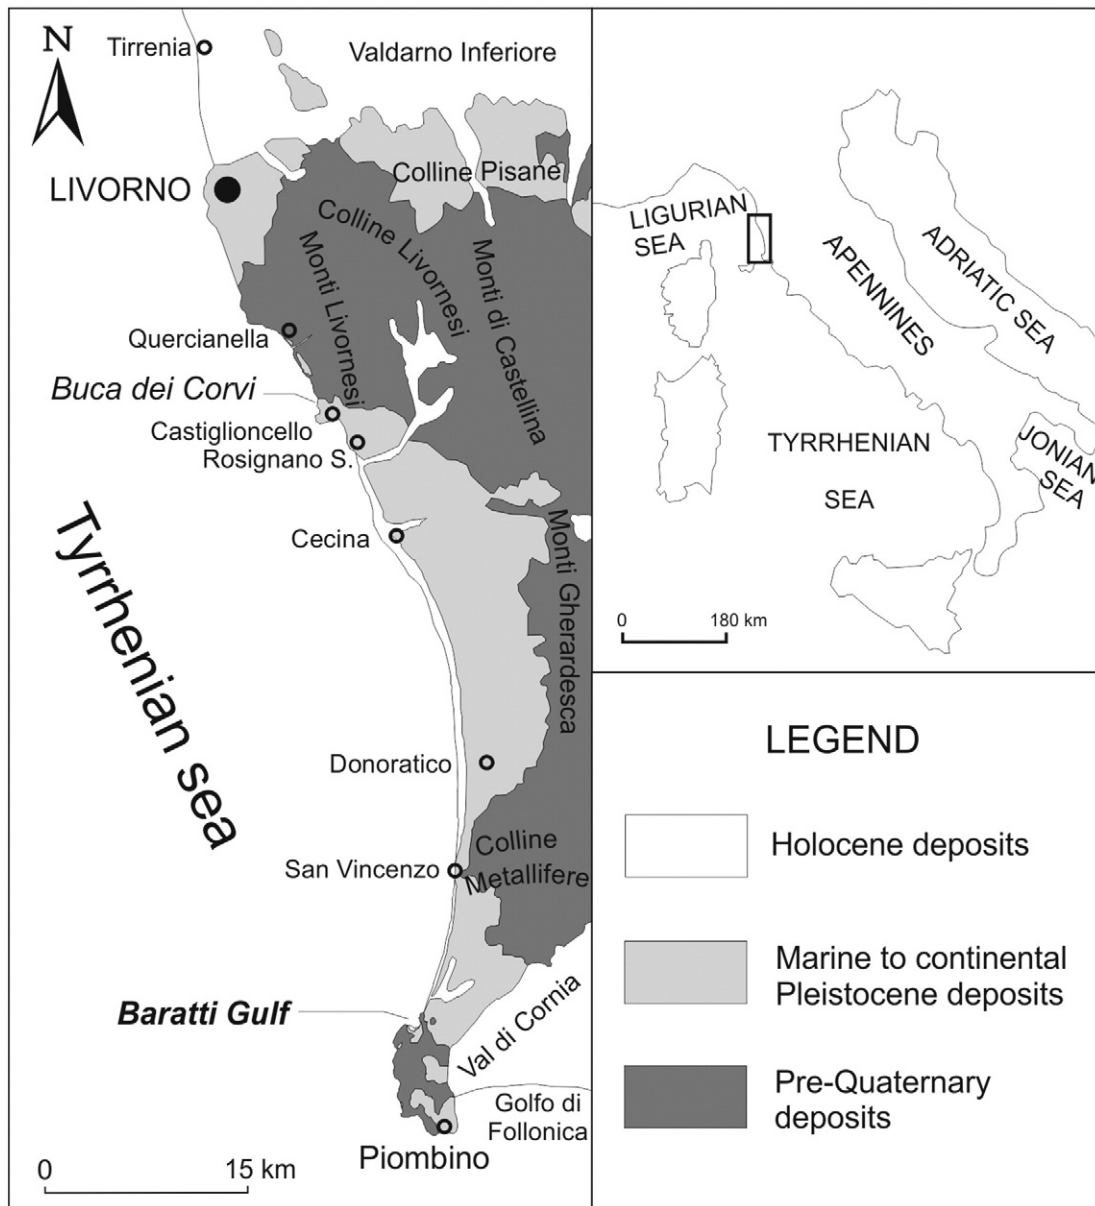 N
Tirrenia
Valdarno Inferiore
Colline Pisane
LIVORNO
Colline Livornesi
Monti Livornesi
Monti di Castellina
Quercianella
Buca dei Corvi
Castiglioncello
Rosignano S.
Cecina
Monti Gherardesca
Tyrrhenian sea
Donoratico
San Vincenzo
Colline
Metallifere
Baratti Gulf
Val di Cornia
Golfo di
Follonica
Piombino
0 15 km
LIGURIAN
SEA
APENNINES
ADRIATIC SEA
TYRRHENIAN
SEA
JONIAN
SEA
0 180 km
LEGEND
Holocene deposits
Marine to continental
Pleistocene deposits
Pre-Quaternary
deposits